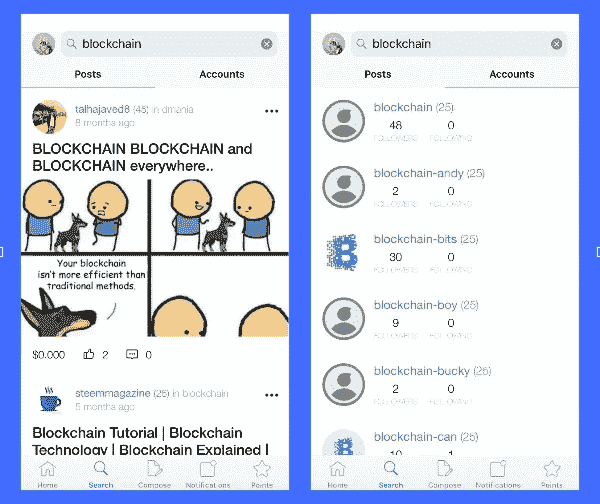 blockchain
Posts
Accounts
talhajaved8 (45) in dmania
8 months ago
BLOCKCHAIN BLOCKCHAIN and
BLOCKCHAIN everywhere..
Your blockchain
isn't more efficient than
traditional methods.
$0.000
2
0
steemmagazine (25) in blockchain
5 months ago
Blockchain Tutorial | Blockchain
Technology | Blockchain Explained |
Home
Search
Compose
Notifications
Points
blockchain
Posts
Accounts
blockchain (25)
48
0
FOLLOWERS
FOLLOWING
blockchain-andy (25)
2
0
FOLLOWERS
FOLLOWING
blockchain-bits (25)
30
0
FOLLOWERS
FOLLOWING
blockchain-boy (25)
9
0
FOLLOWERS
FOLLOWING
blockchain-bucky (25)
2
0
FOLLOWERS
FOLLOWING
blockchain-can (25)
10
1
Home
Search
Compose
Notifications
Points